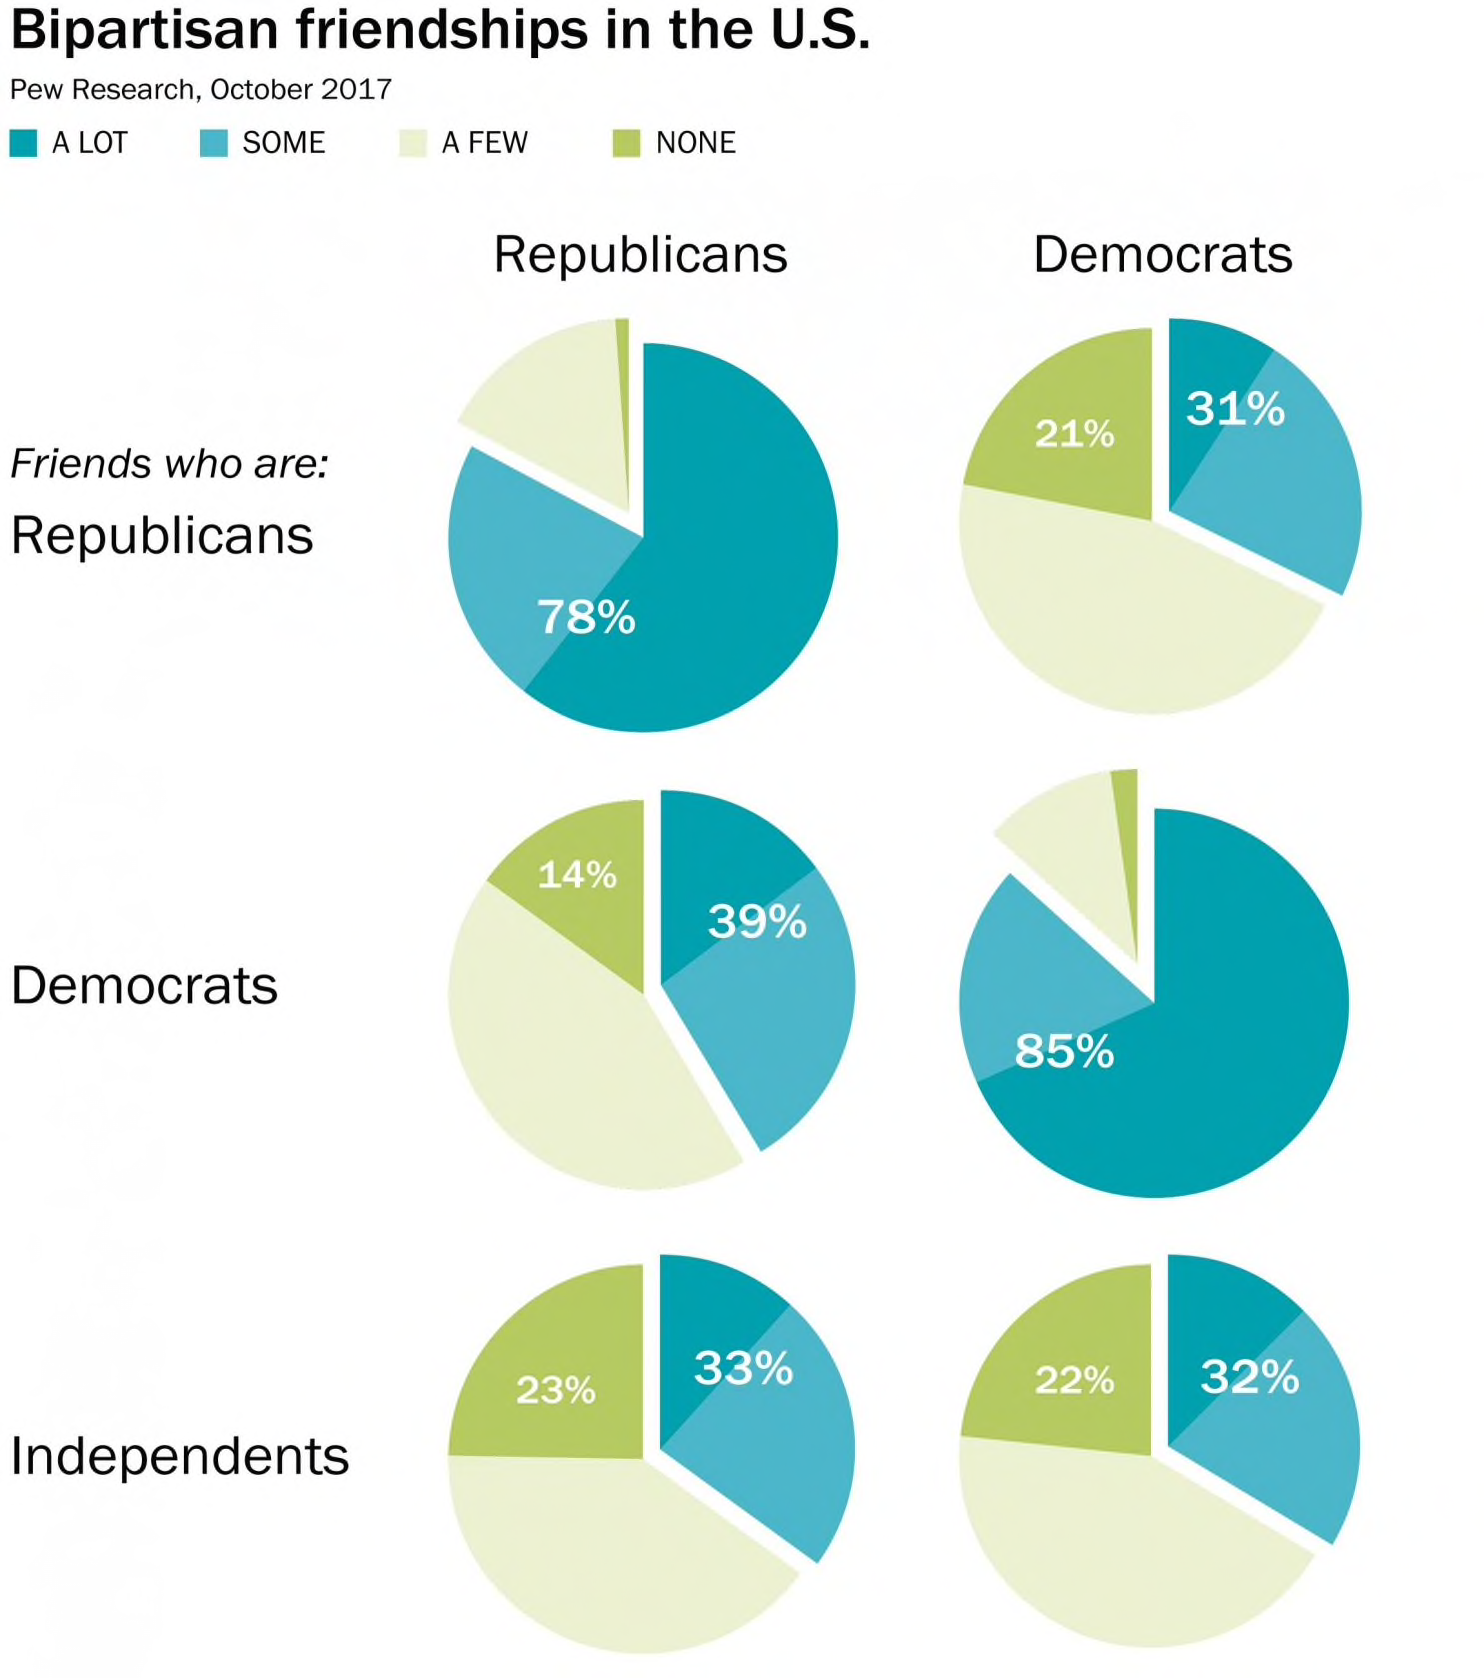 Bipartisan friendships in the U.S.
Pew Research, October 2017
A LOT SOME A FEW NONE
Republicans Democrats
Friends who are:
Republicans
78%
21% 31%
Democrats
14% 39%
85%
Independents
23% 33%
22% 32%